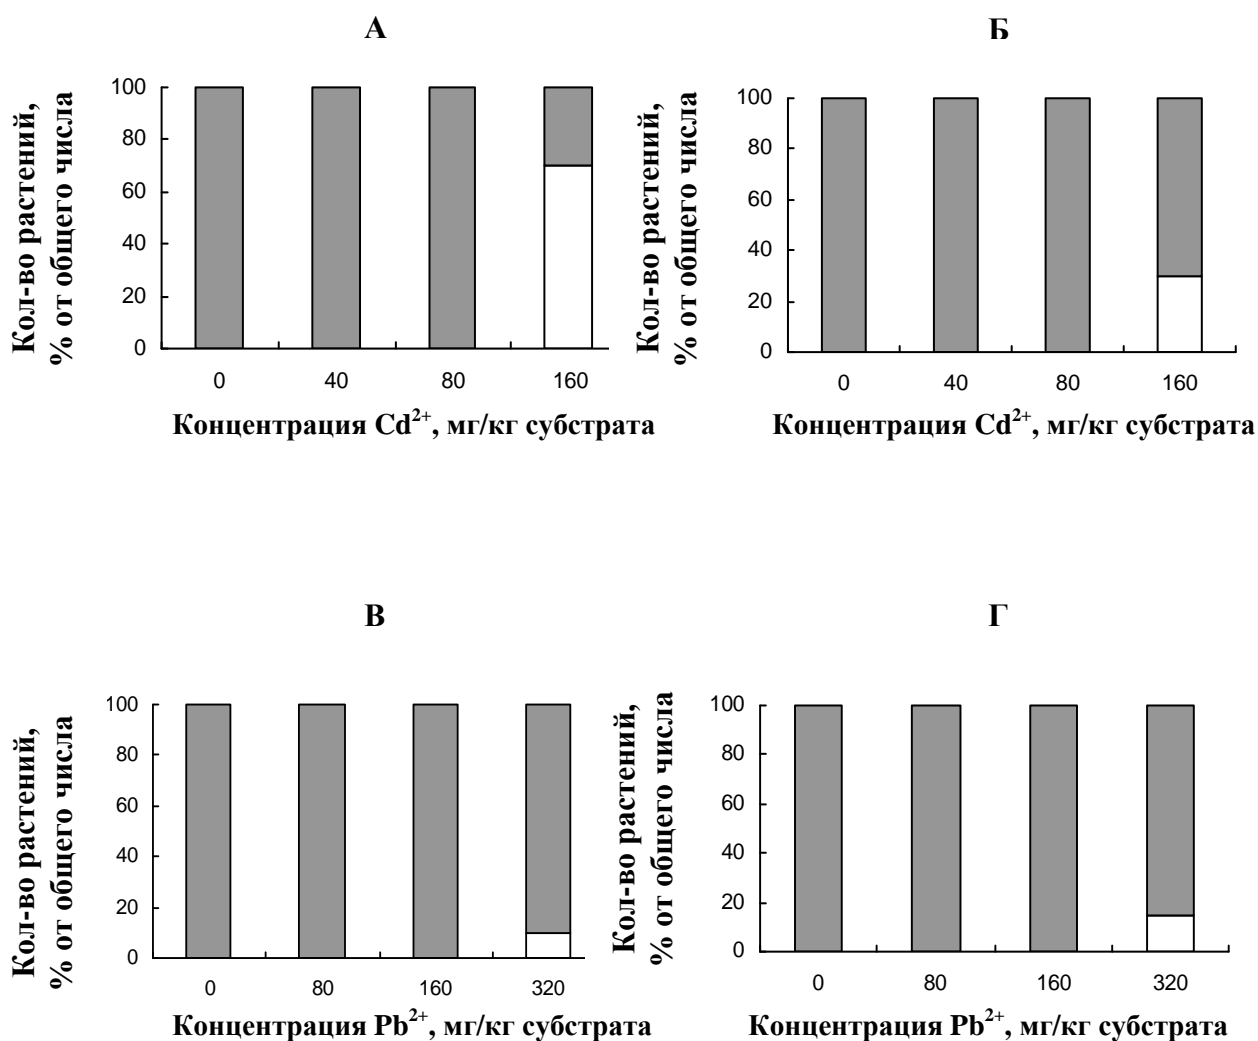 А
Кол-во растений,
% от общего числа
100
80
60
40
20
0
0 40 80 160
Концентрация Cd²⁺, мг/кг субстрата
Б
Кол-во растений,
% от общего числа
100
80
60
40
20
0
0 40 80 160
Концентрация Cd²⁺, мг/кг субстрата
В
Кол-во растений,
% от общего числа
100
80
60
40
20
0
0 80 160 320
Концентрация Pb²⁺, мг/кг субстрата
Г
Кол-во растений,
% от общего числа
100
80
60
40
20
0
0 80 160 320
Концентрация Pb²⁺, мг/кг субстрата